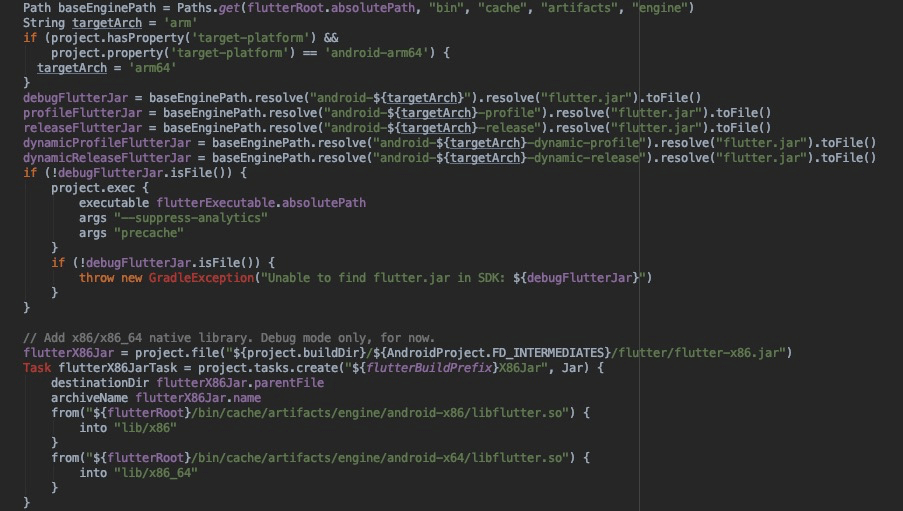 Path baseEnginePath = Paths.get(flutterRoot.absolutePath, "bin", "cache", "artifacts", "engine")
String targetArch = 'arm'
if (project.hasProperty('target-platform') &&
    project.property('target-platform') == 'android-arm64') {
  targetArch = 'arm64'
}
debugFlutterJar = baseEnginePath.resolve("android-${targetArch}").resolve("flutter.jar").toFile()
profileFlutterJar = baseEnginePath.resolve("android-${targetArch}-profile").resolve("flutter.jar").toFile()
releaseFlutterJar = baseEnginePath.resolve("android-${targetArch}-release").resolve("flutter.jar").toFile()
dynamicProfileFlutterJar = baseEnginePath.resolve("android-${targetArch}-dynamic-profile").resolve("flutter.jar").toFile()
dynamicReleaseFlutterJar = baseEnginePath.resolve("android-${targetArch}-dynamic-release").resolve("flutter.jar").toFile()
if (!debugFlutterJar.isFile()) {
    project.exec {
        executable flutterExecutable.absolutePath
        args "--suppress-analytics"
        args "precache"
    }
    if (!debugFlutterJar.isFile()) {
        throw new GradleException("Unable to find flutter.jar in SDK: ${debugFlutterJar}")
    }
}
// Add x86/x86_64 native library. Debug mode only, for now.
flutterX86Jar = project.file("${project.buildDir}/${AndroidProject.FD_INTERMEDIATES}/flutter/flutter-x86.jar")
Task flutterX86JarTask = project.tasks.create("${flutterBuildPrefix}X86Jar", Jar) {
    destinationDir flutterX86Jar.parentFile
    archiveName flutterX86Jar.name
    from("${flutterRoot}/bin/cache/artifacts/engine/android-x86/libflutter.so") {
        into "lib/x86"
    }
    from("${flutterRoot}/bin/cache/artifacts/engine/android-x64/libflutter.so") {
        into "lib/x86_64"
    }
}